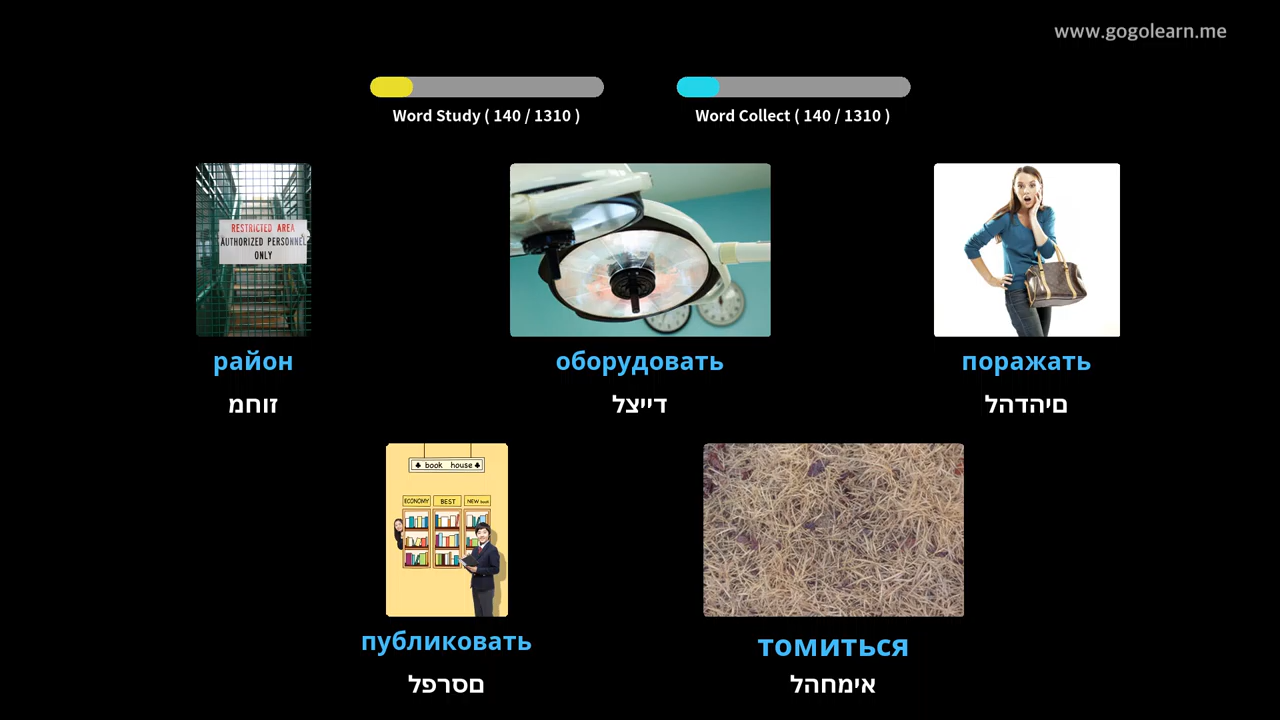 www.gogolearn.me
Word Study ( 140 / 1310 )
Word Collect ( 140 / 1310 )
RESTRICTED AREA
AUTHORIZED PERSONNEL
ONLY
район
זוחמ
оборудовать
דייצל
поражать
םיהדהל
book house
ECONOMY
BEST
NEW book
публиковать
םסרפל
томиться
אימחהל